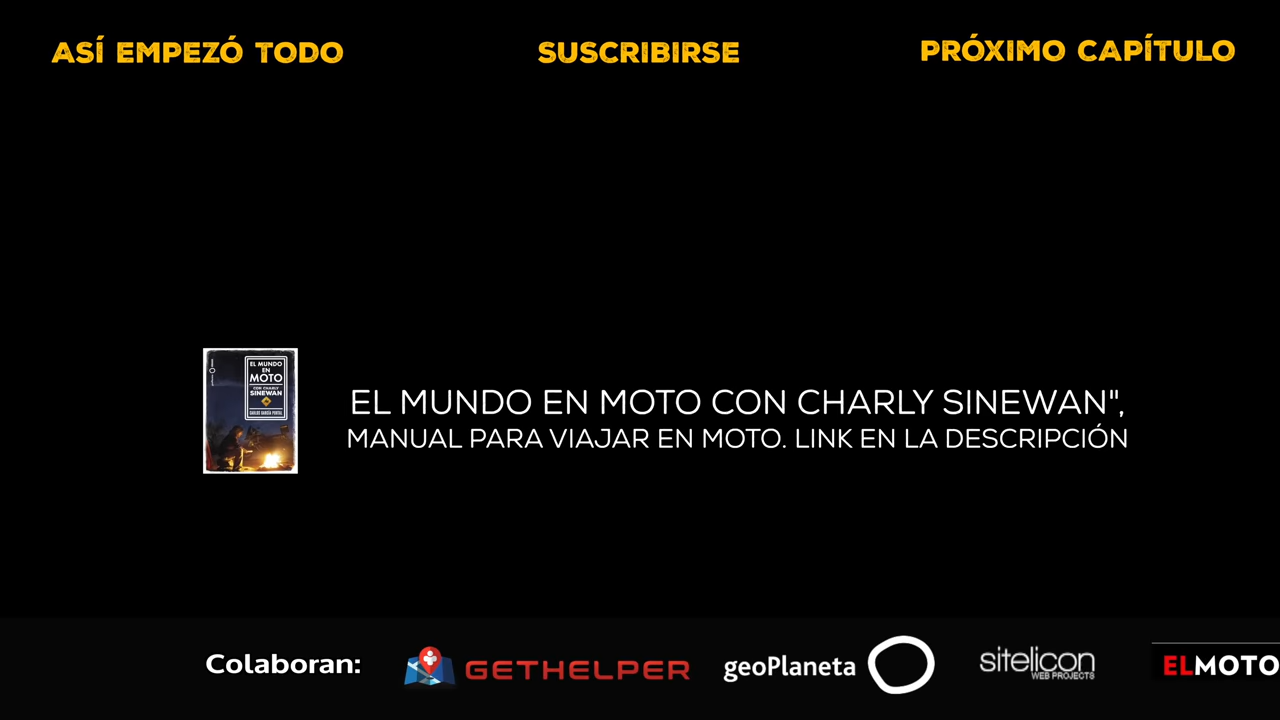 ASÍ EMPEZÓ TODO
SUSCRIBIRSE
PRÓXIMO CAPÍTULO
EL MUNDO
EN
MOTO
CON CHARLY
SINEWAN
EL MUNDO EN MOTO CON CHARLY SINEWAN",
MANUAL PARA VIAJAR EN MOTO. LINK EN LA DESCRIPCIÓN
Colaboran:
GETHELPER
geoPlaneta
sitelicon
WEB PROJECTS
ELMOTO